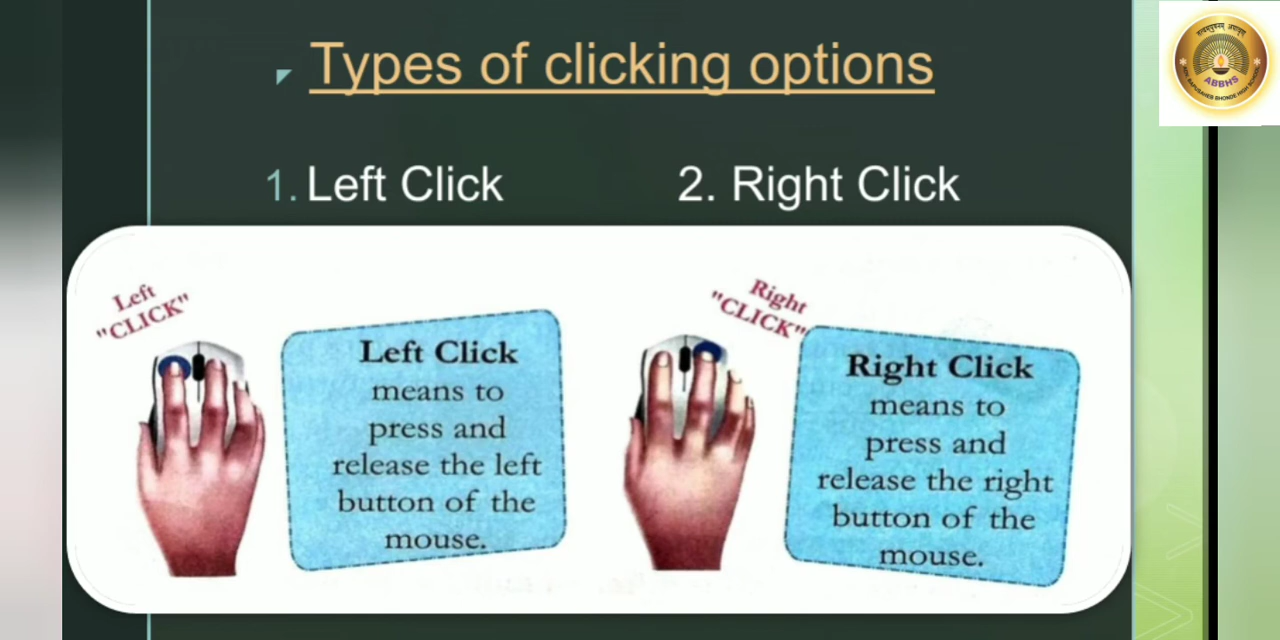 Types of clicking options
1. Left Click
2. Right Click
Left
"CLICK"
Left Click
means to
press and
release the left
button of the
mouse.
Right
"CLICK"
Right Click
means to
press and
release the right
button of the
mouse.
ABBHS